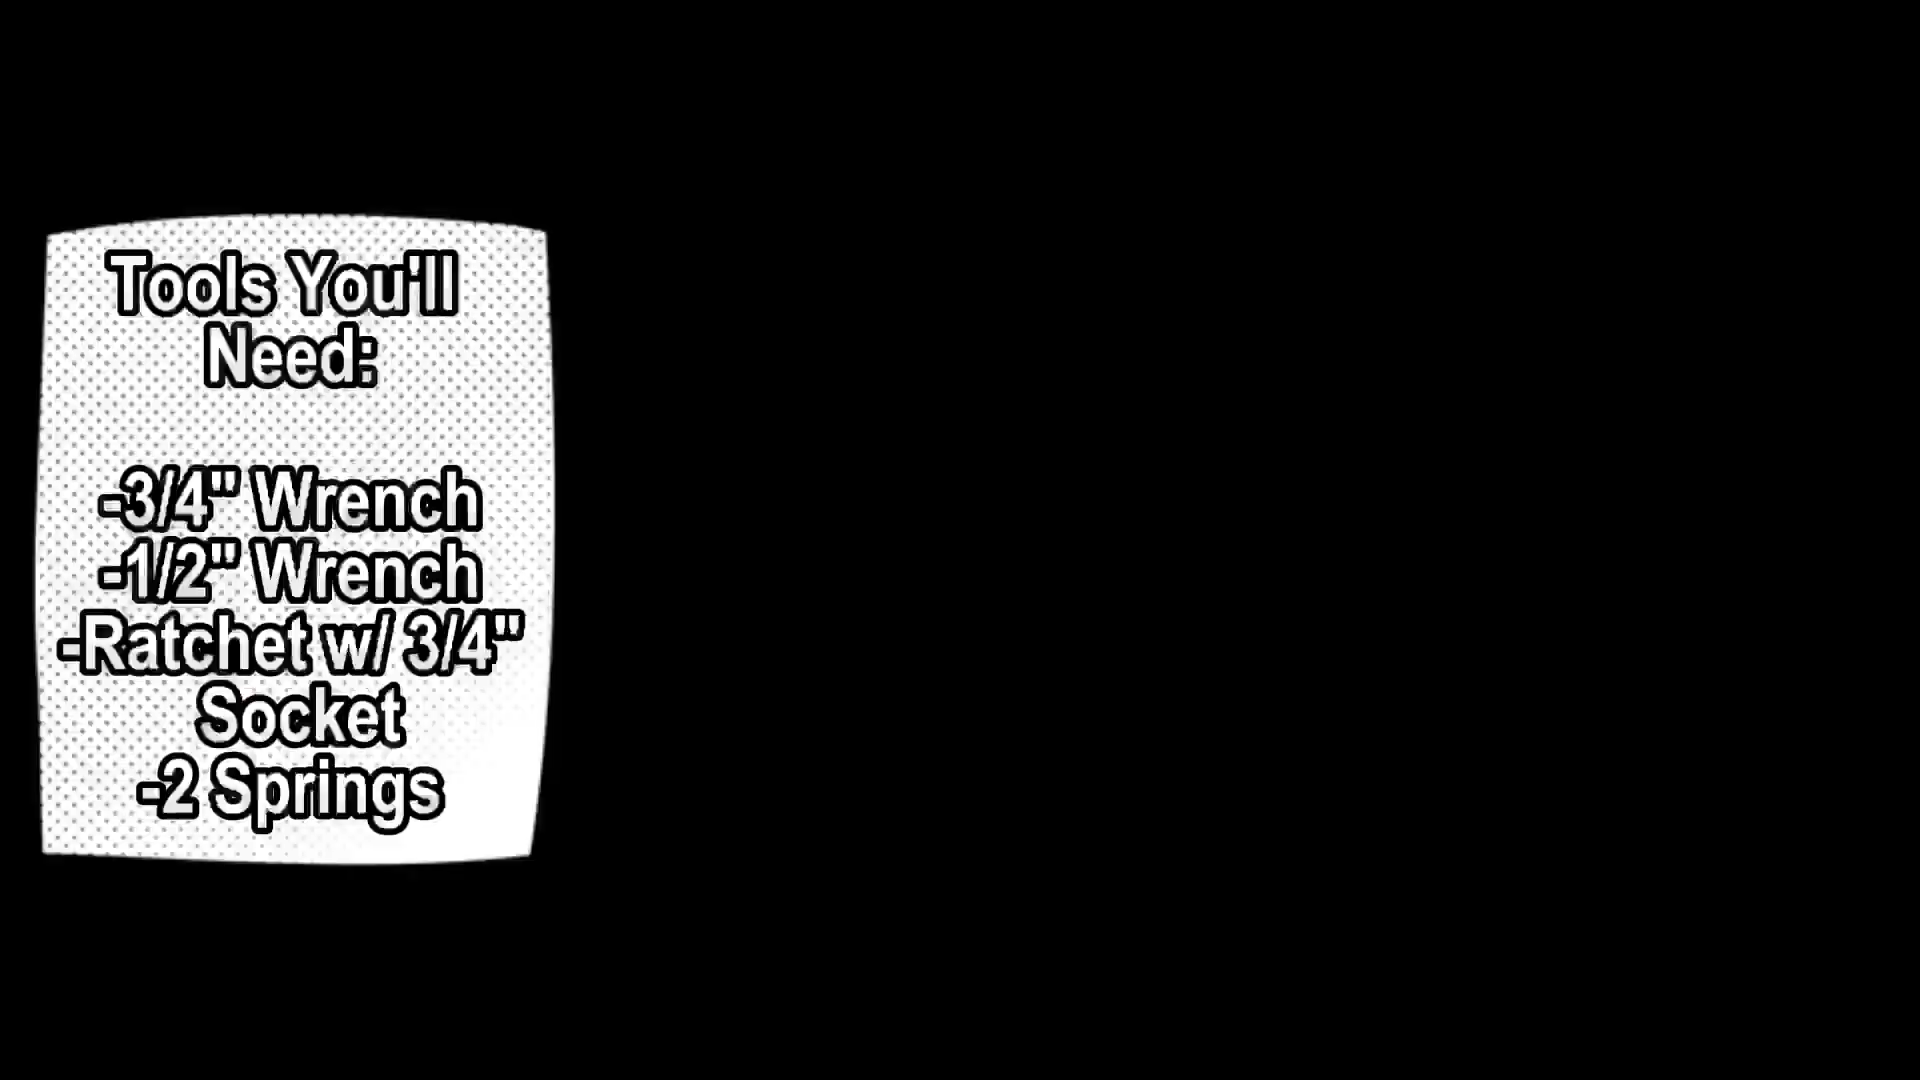 Tools You'll
Need:
-3/4" Wrench
-1/2" Wrench
-Ratchet w/ 3/4"
Socket
-2 Springs